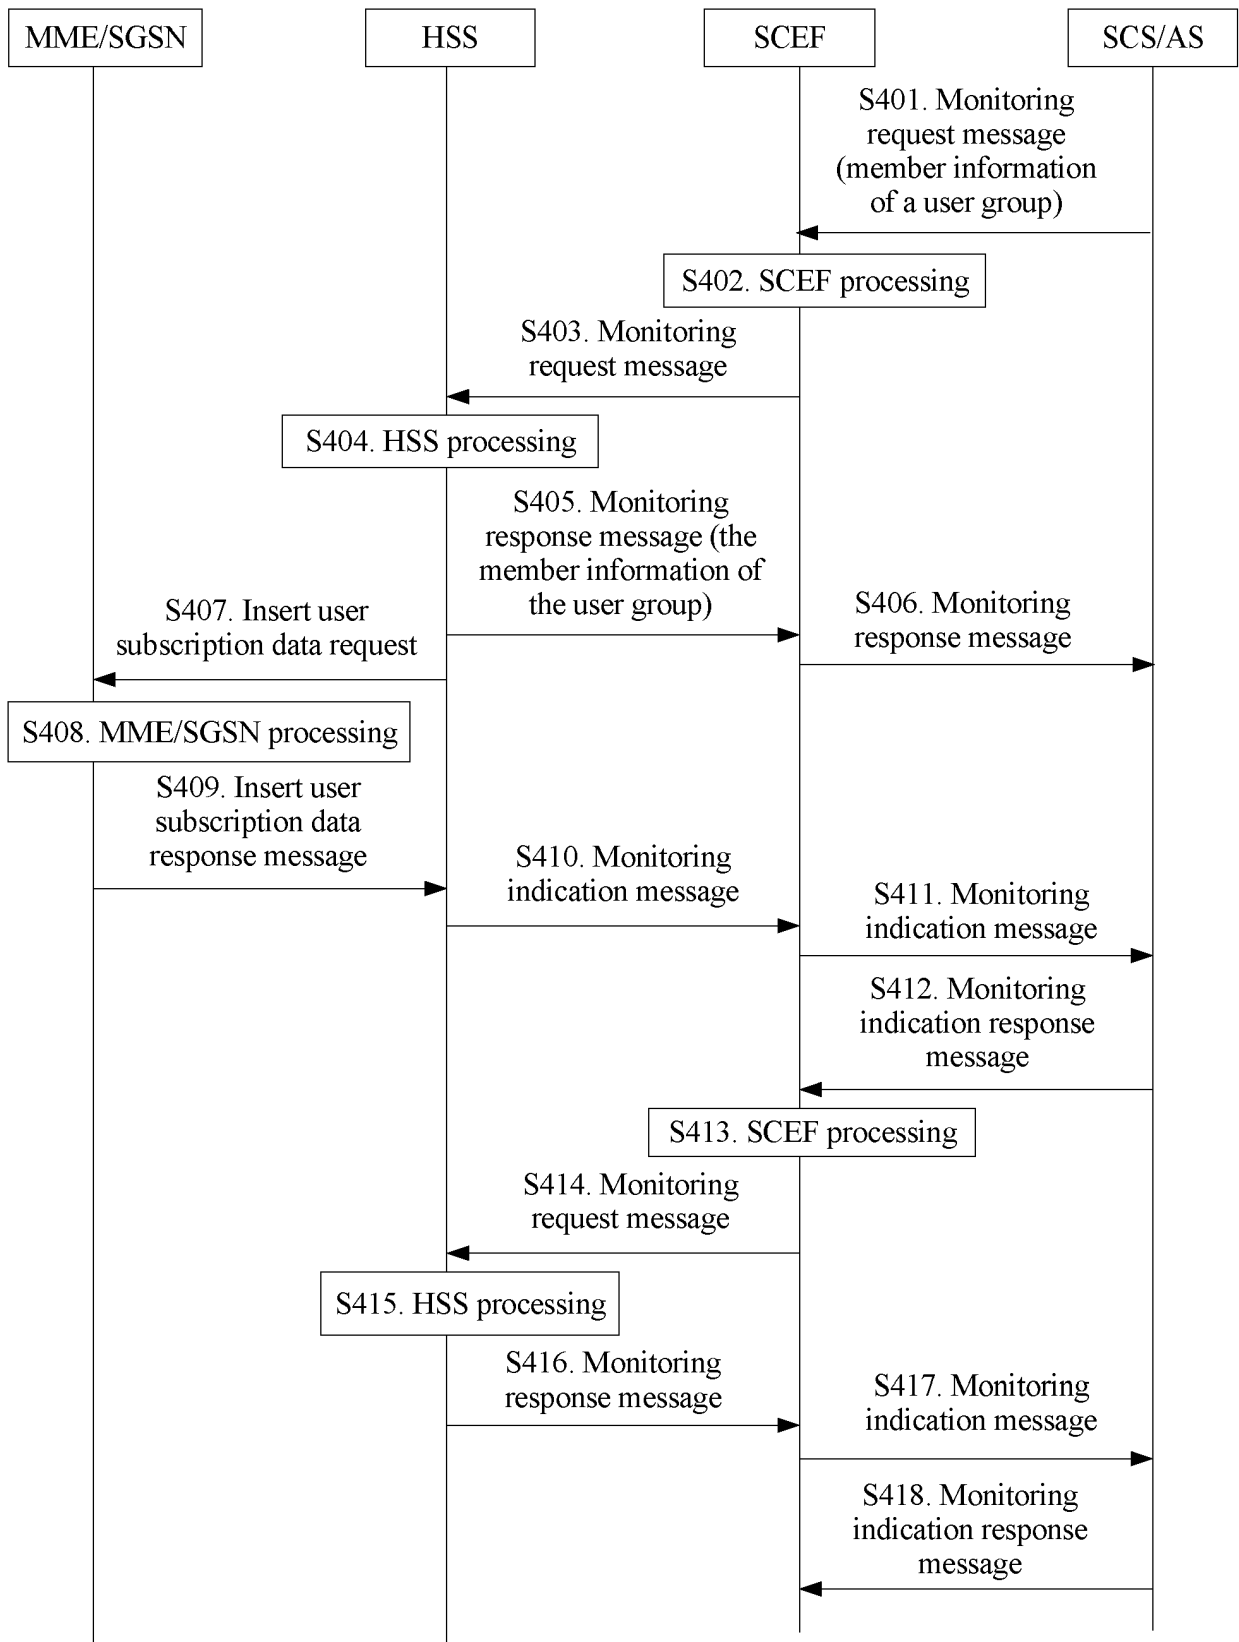 MME/SGSN
HSS
SCEF
SCS/AS
S401. Monitoring
request message
(member information
of a user group)
S402. SCEF processing
S403. Monitoring
request message
S404. HSS processing
S405. Monitoring
response message (the
member information of
the user group)
S406. Monitoring
response message
S407. Insert user
subscription data request
S408. MME/SGSN processing
S409. Insert user
subscription data
response message
S410. Monitoring
indication message
S411. Monitoring
indication message
S412. Monitoring
indication response
message
S413. SCEF processing
S414. Monitoring
request message
S415. HSS processing
S416. Monitoring
response message
S417. Monitoring
indication message
S418. Monitoring
indication response
message